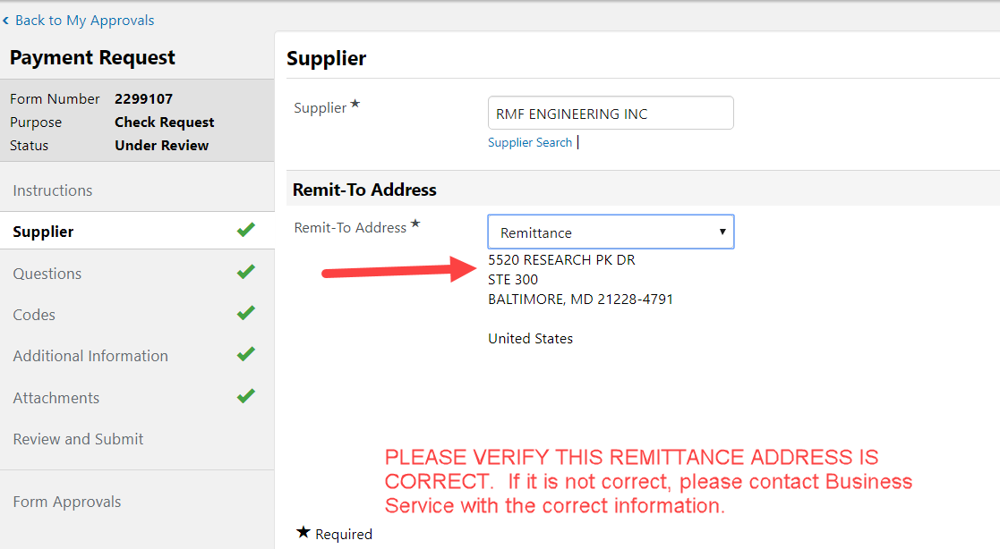 Back to My Approvals
Payment Request
Form Number 2299107
Purpose Check Request
Status Under Review
Instructions
Supplier
Questions
Codes
Additional Information
Attachments
Review and Submit
Form Approvals
Supplier
Supplier ★ RMF ENGINEERING INC
Supplier Search |
Remit-To Address
Remit-To Address ★ Remittance
5520 RESEARCH PK DR
STE 300
BALTIMORE, MD 21228-4791
United States
PLEASE VERIFY THIS REMITTANCE ADDRESS IS
CORRECT. If it is not correct, please contact Business
Service with the correct information.
★ Required